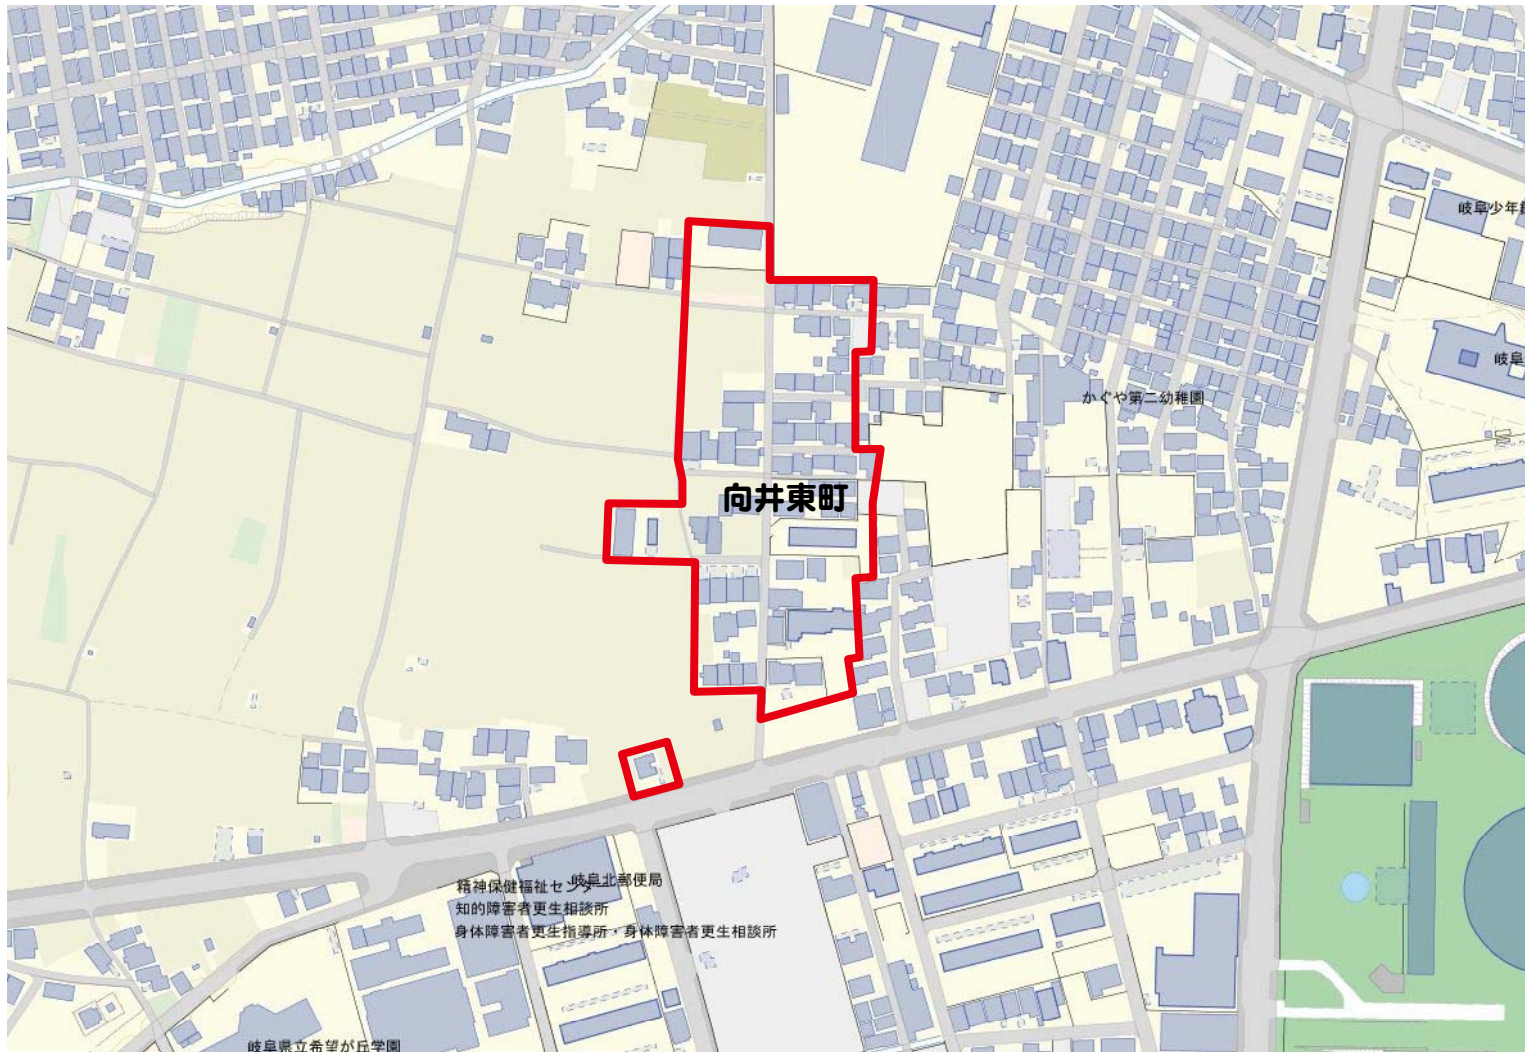 岐阜少年
岐阜
かぐや第二幼稚園
向井東町
精神保健福祉センター
岐阜北郵便局
知的障害者更生相談所
身体障害者更生指導所・身体障害者更生相談所
岐阜県立希望が丘学園